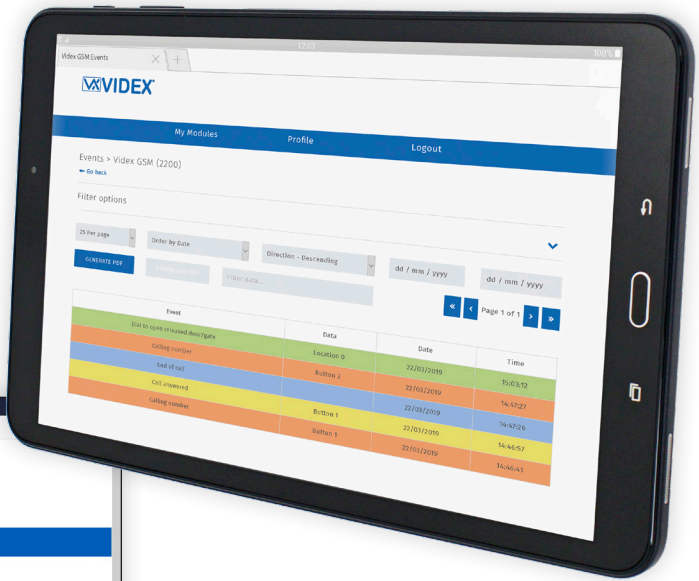 12:03
100%
Videx GSM Events
VIDEX
My Modules Profile Logout
Events > Videx GSM (2200)
Go back
Filter options
25 Per page Order by Date Direction - Descending dd / mm / yyyy dd / mm / yyyy
GENERATE PDF DOWNLOAD PDF Filter data... « ‹ Page 1 of 1 › »
Event Data Date Time
Dial to open released door/gate Location 0 22/03/2019 15:03:12
Calling number Button 2 22/03/2019 14:47:27
End of call 22/03/2019 14:47:26
Call answered Button 1 22/03/2019 14:46:57
Calling number Button 1 22/03/2019 14:46:41